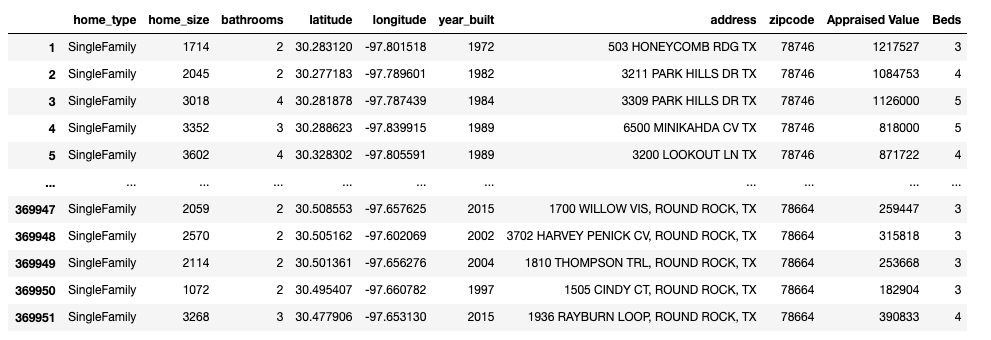 home_type home_size bathrooms latitude longitude year_built address zipcode Appraised Value Beds
1 SingleFamily 1714 2 30.283120 -97.801518 1972 503 HONEYCOMB RDG TX 78746 1217527 3
2 SingleFamily 2045 2 30.277183 -97.789601 1982 3211 PARK HILLS DR TX 78746 1084753 4
3 SingleFamily 3018 4 30.281878 -97.787439 1984 3309 PARK HILLS DR TX 78746 1126000 5
4 SingleFamily 3352 3 30.288623 -97.839915 1989 6500 MINIKAHDA CV TX 78746 818000 5
5 SingleFamily 3602 4 30.328302 -97.805591 1989 3200 LOOKOUT LN TX 78746 871722 4
... ... ... ... ... ... ... ... ... ... ...
369947 SingleFamily 2059 2 30.508553 -97.657625 2015 1700 WILLOW VIS, ROUND ROCK, TX 78664 259447 3
369948 SingleFamily 2570 2 30.505162 -97.602069 2002 3702 HARVEY PENICK CV, ROUND ROCK, TX 78664 315818 3
369949 SingleFamily 2114 2 30.501361 -97.656276 2004 1810 THOMPSON TRL, ROUND ROCK, TX 78664 253668 3
369950 SingleFamily 1072 2 30.495407 -97.660782 1997 1505 CINDY CT, ROUND ROCK, TX 78664 182904 3
369951 SingleFamily 3268 3 30.477906 -97.653130 2015 1936 RAYBURN LOOP, ROUND ROCK, TX 78664 390833 4